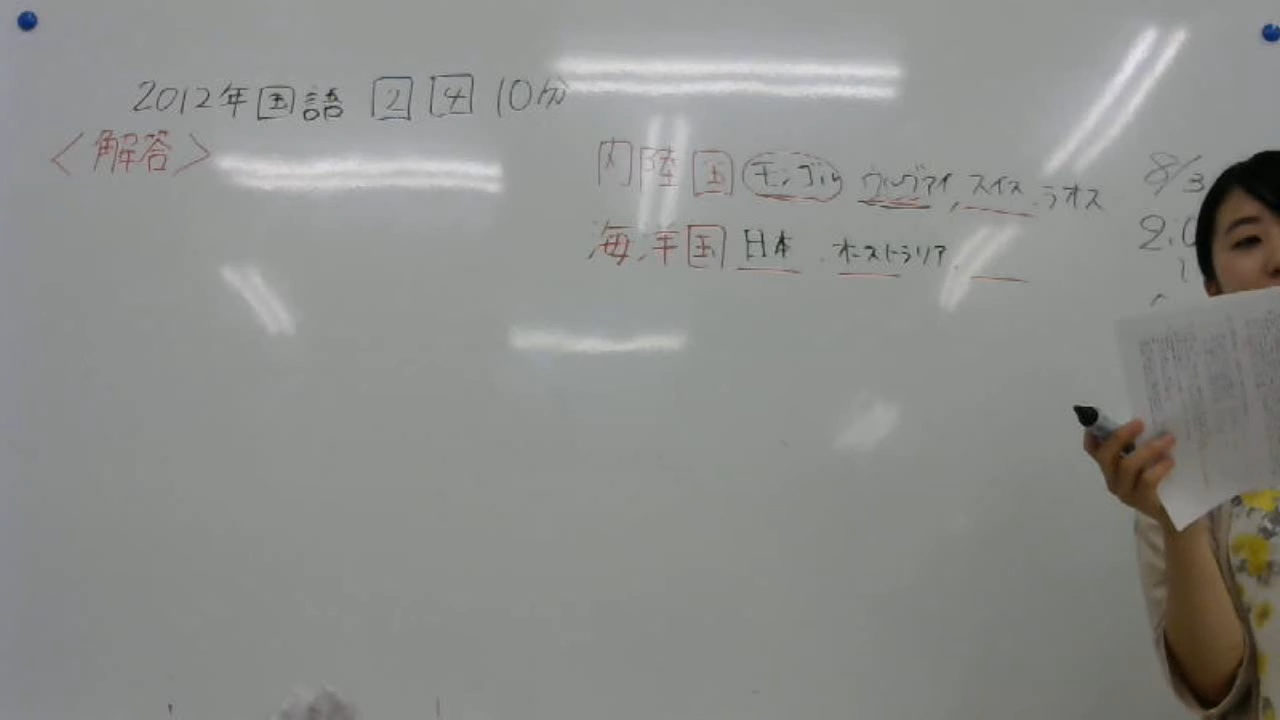 2012年国語 2 4 10分
<解答>
内陸国 モンゴル ウルグアイ, スイス, ラオス
海洋国 日本, オーストラリア,
8/3
2.0